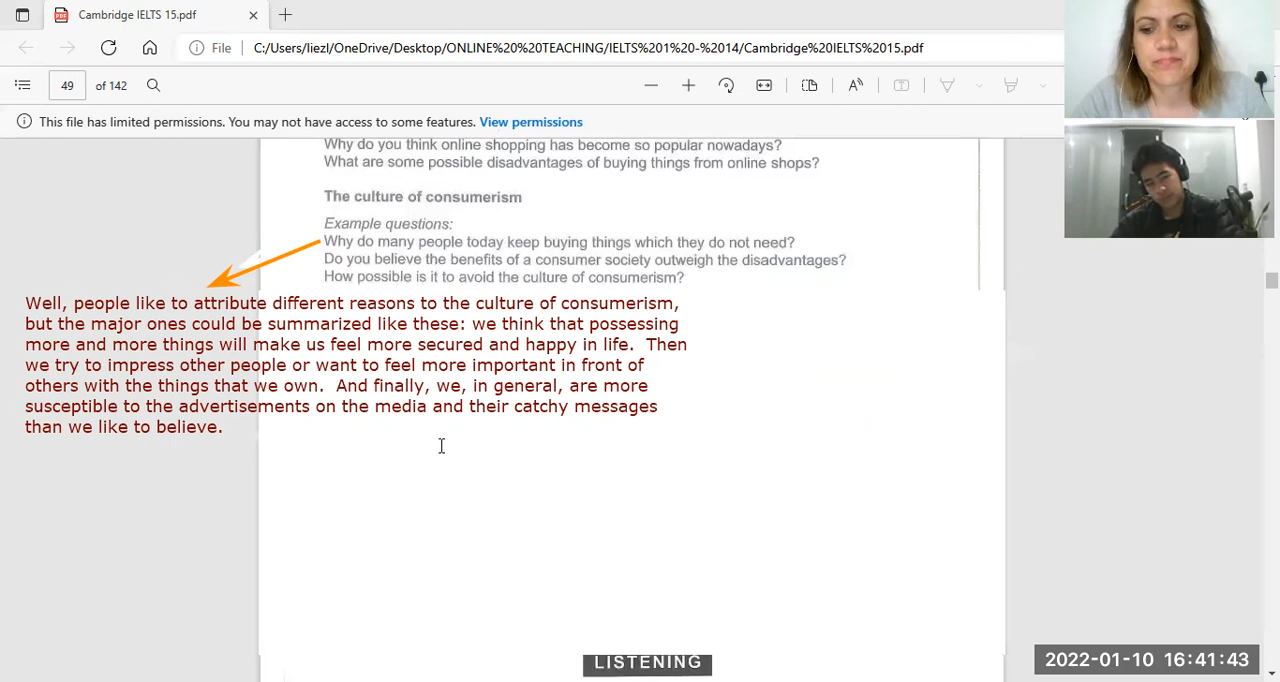 Cambridge IELTS 15.pdf
File
C:/Users/liezl/OneDrive/Desktop/ONLINE%20%20TEACHING/IELTS%201%20-%2014/Cambridge%20IELTS%2015.pdf
49 of 142
This file has limited permissions. You may not have access to some features. View permissions
Why do you think online shopping has become so popular nowadays?
What are some possible disadvantages of buying things from online shops?
The culture of consumerism
Example questions:
Why do many people today keep buying things which they do not need?
Do you believe the benefits of a consumer society outweigh the disadvantages?
How possible is it to avoid the culture of consumerism?
Well, people like to attribute different reasons to the culture of consumerism,
but the major ones could be summarized like these: we think that possessing
more and more things will make us feel more secured and happy in life. Then
we try to impress other people or want to feel more important in front of
others with the things that we own. And finally, we, in general, are more
susceptible to the advertisements on the media and their catchy messages
than we like to believe.
LISTENING
2022-01-10 16:41:43